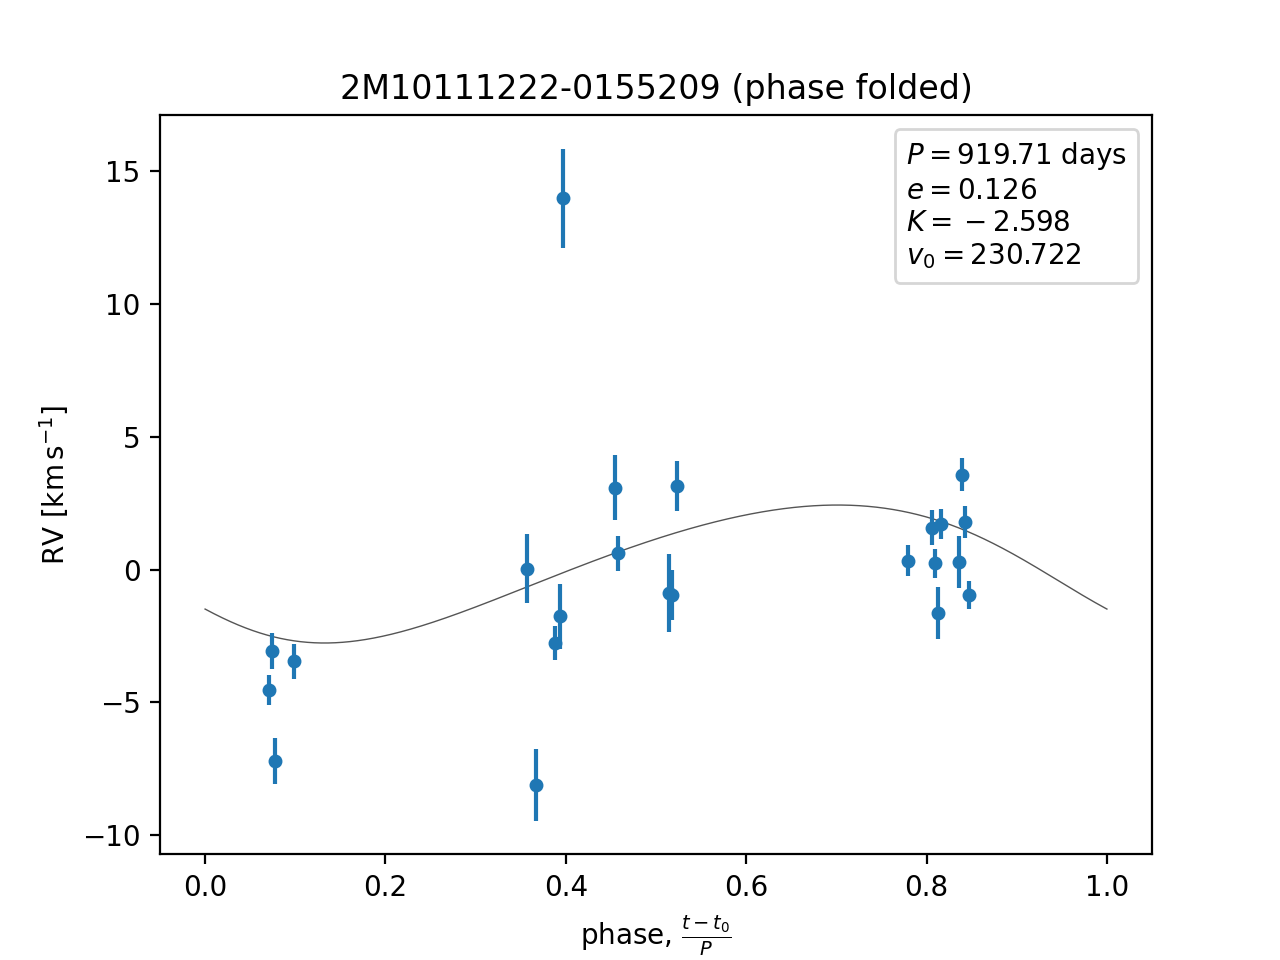 2M10111222-0155209 (phase folded)
P = 919.71 days
e = 0.126
K = −2.598
v₀ = 230.722
15
10
5
0
−5
−10
RV [km s⁻¹]
0.0 0.2 0.4 0.6 0.8 1.0
phase, (t − t₀)/P